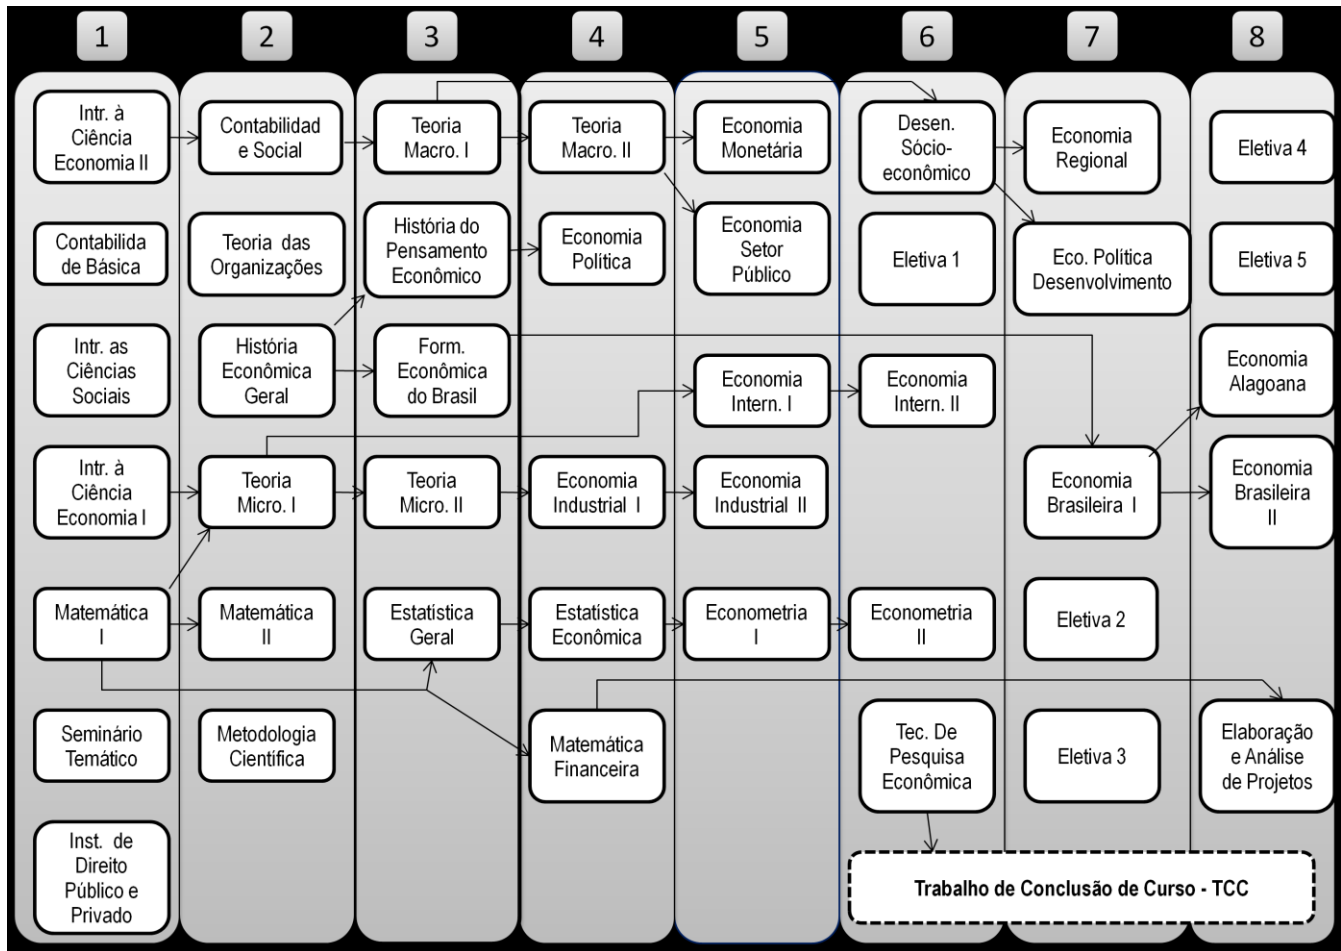 1
2
3
4
5
6
7
8
Intr. à
Ciência
Economia II
Contabilida
de Básica
Intr. as
Ciências
Sociais
Intr. à
Ciência
Economia I
Matemática
I
Seminário
Temático
Inst. de
Direito
Público e
Privado
Contabilidad
e Social
Teoria das
Organizações
História
Econômica
Geral
Teoria
Micro. I
Matemática
II
Metodologia
Científica
Teoria
Macro. I
História do
Pensamento
Econômico
Form.
Econômica
do Brasil
Teoria
Micro. II
Estatística
Geral
Teoria
Macro. II
Economia
Política
Economia
Industrial I
Estatística
Econômica
Matemática
Financeira
Economia
Monetária
Economia
Setor
Público
Economia
Intern. I
Economia
Industrial II
Econometria
I
Desen.
Sócio-
econômico
Eletiva 1
Economia
Intern. II
Econometria
II
Tec. De
Pesquisa
Econômica
Economia
Regional
Eco. Política
Desenvolvimento
Economia
Brasileira I
Eletiva 2
Eletiva 3
Eletiva 4
Eletiva 5
Economia
Alagoana
Economia
Brasileira
II
Elaboração
e Análise
de Projetos
Trabalho de Conclusão de Curso - TCC